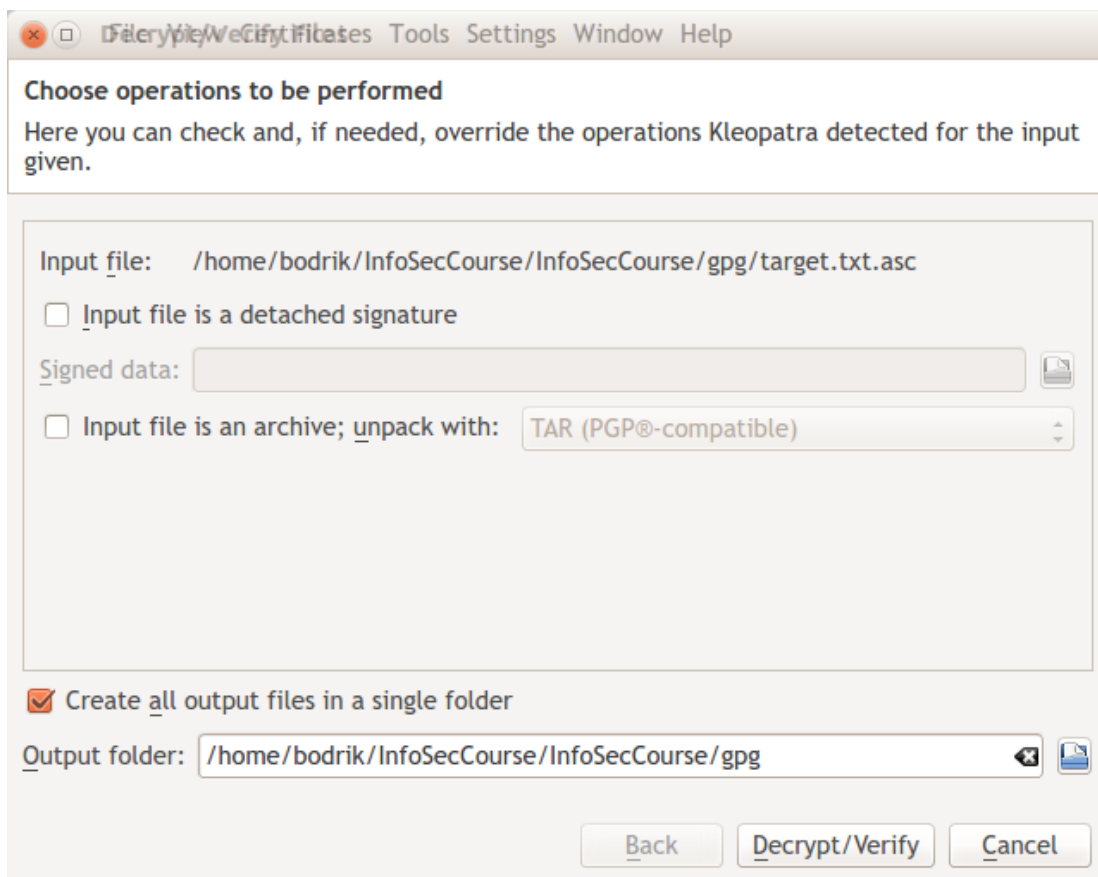 Tools Settings Window Help
Choose operations to be performed
Here you can check and, if needed, override the operations Kleopatra detected for the input
given.
Input file: /home/bodrik/InfoSecCourse/InfoSecCourse/gpg/target.txt.asc
Input file is a detached signature
Signed data:
Input file is an archive; unpack with: TAR (PGP®-compatible)
Create all output files in a single folder
Output folder: /home/bodrik/InfoSecCourse/InfoSecCourse/gpg
Back Decrypt/Verify Cancel